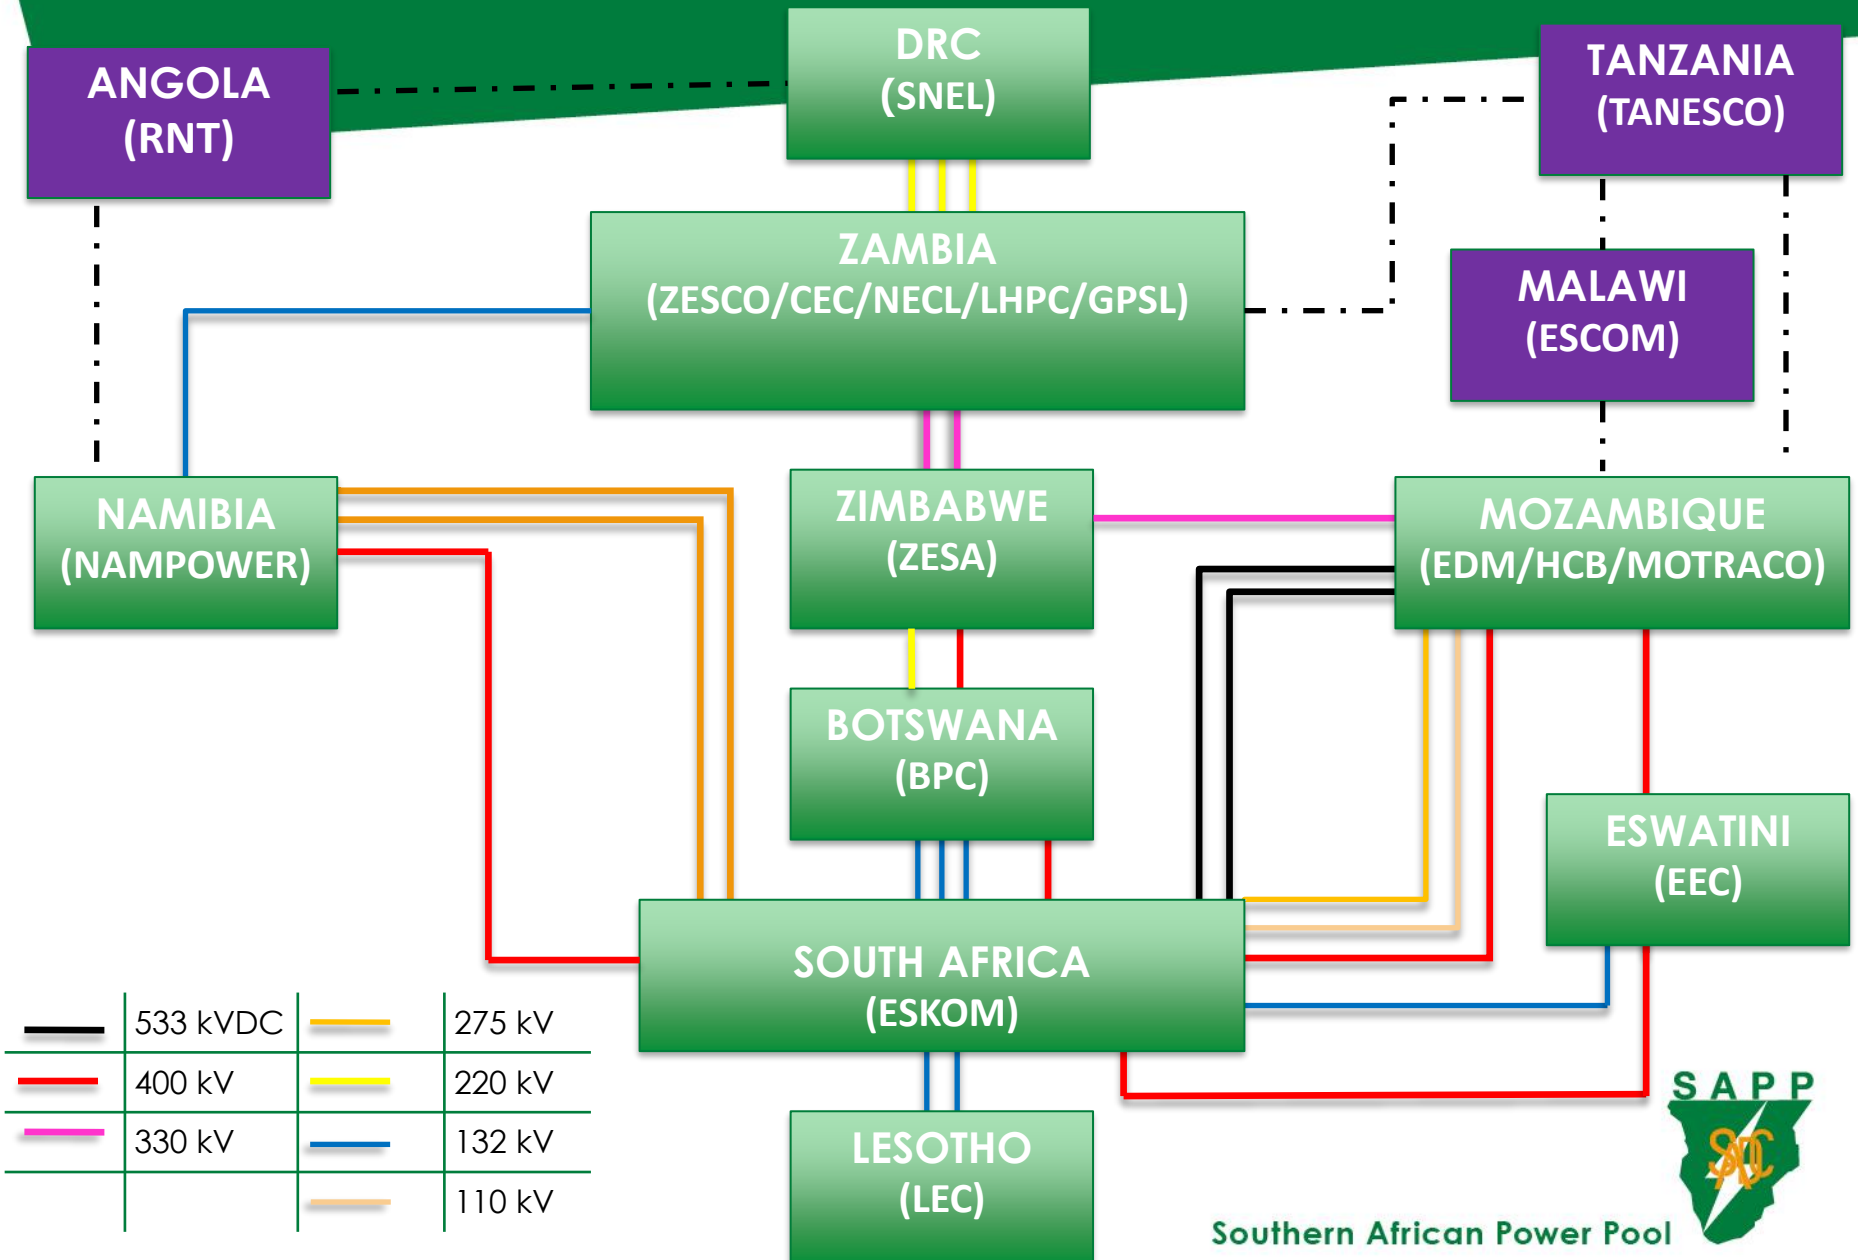 ANGOLA
(RNT)
DRC
(SNEL)
TANZANIA
(TANESCO)
ZAMBIA
(ZESCO/CEC/NECL/LHPC/GPSL)
MALAWI
(ESCOM)
NAMIBIA
(NAMPOWER)
ZIMBABWE
(ZESA)
MOZAMBIQUE
(EDM/HCB/MOTRACO)
BOTSWANA
(BPC)
ESWATINI
(EEC)
SOUTH AFRICA
(ESKOM)
LESOTHO
(LEC)
533 kVDC
275 kV
400 kV
220 kV
330 kV
132 kV
110 kV
SAPP
SADC
Southern African Power Pool